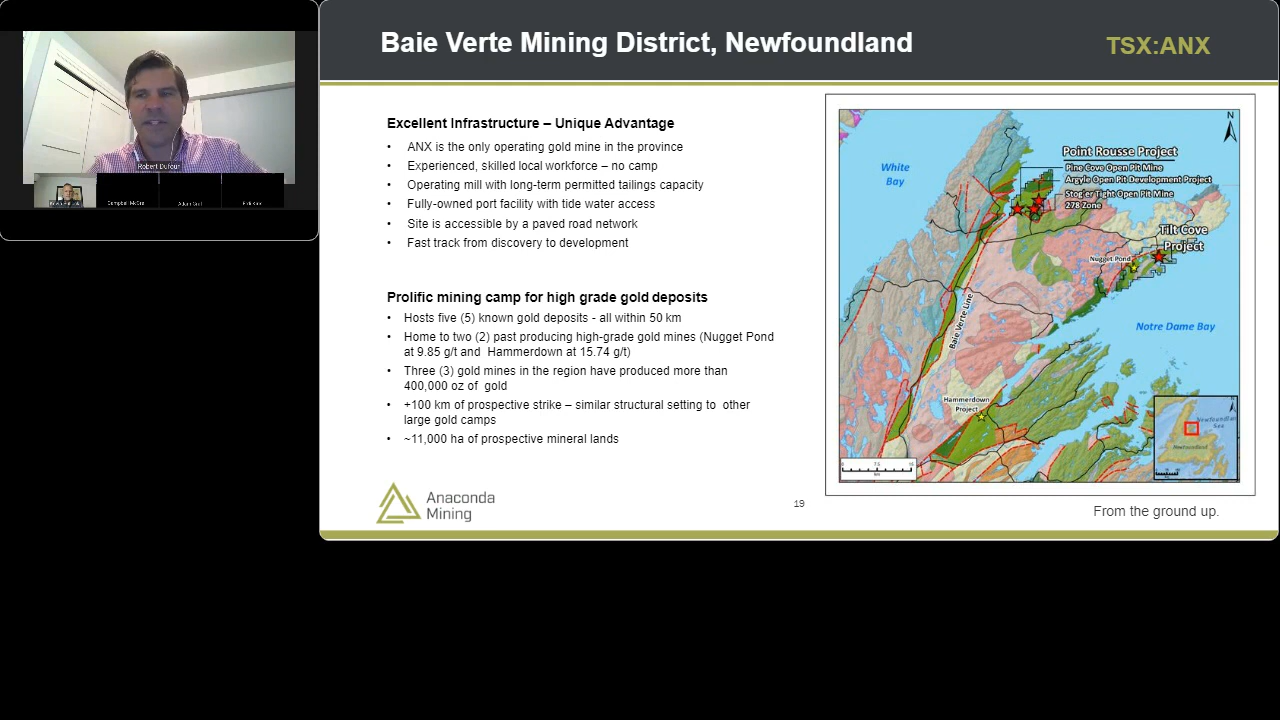 Baie Verte Mining District, Newfoundland
TSX:ANX
Robert Dufour
Excellent Infrastructure – Unique Advantage
• ANX is the only operating gold mine in the province
• Experienced, skilled local workforce – no camp
• Operating mill with long-term permitted tailings capacity
• Fully-owned port facility with tide water access
• Site is accessible by a paved road network
• Fast track from discovery to development
Prolific mining camp for high grade gold deposits
• Hosts five (5) known gold deposits - all within 50 km
• Home to two (2) past producing high-grade gold mines (Nugget Pond
at 9.85 g/t and Hammerdown at 15.74 g/t)
• Three (3) gold mines in the region have produced more than
400,000 oz of gold
• +100 km of prospective strike – similar structural setting to other
large gold camps
• ~11,000 ha of prospective mineral lands
N
White
Bay
Point Rousse Project
Pine Cove Open Pit Mine
Argyle Open Pit Development Project
Stog'er Tight Open Pit Mine
278 Zone
Tilt Cove
Project
Nugget Pond
Baie Verte Line
Notre Dame Bay
Hammerdown
Project
Newfoundland
Anaconda
Mining
19
From the ground up.